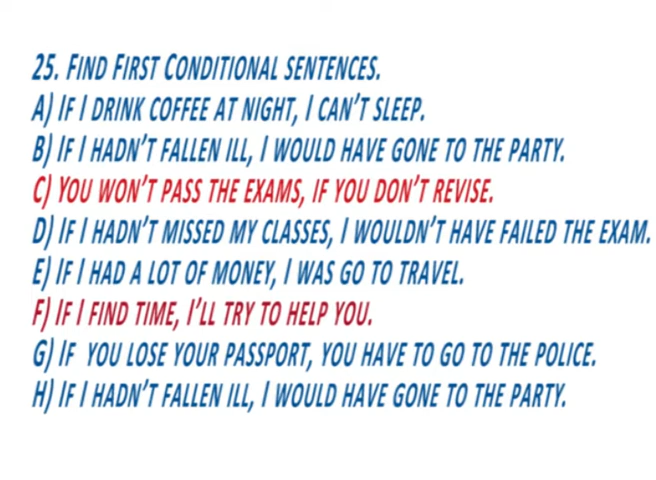 25. Find First Conditional sentences.
A) If I drink coffee at night, I can't sleep.
B) If I hadn't fallen ill, I would have gone to the party.
C) You won't pass the exams, if you don't revise.
D) If I hadn't missed my classes, I wouldn't have failed the exam.
E) If I had a lot of money, I was go to travel.
F) If I find time, I'll try to help you.
G) If you lose your passport, you have to go to the police.
H) If I hadn't fallen ill, I would have gone to the party.